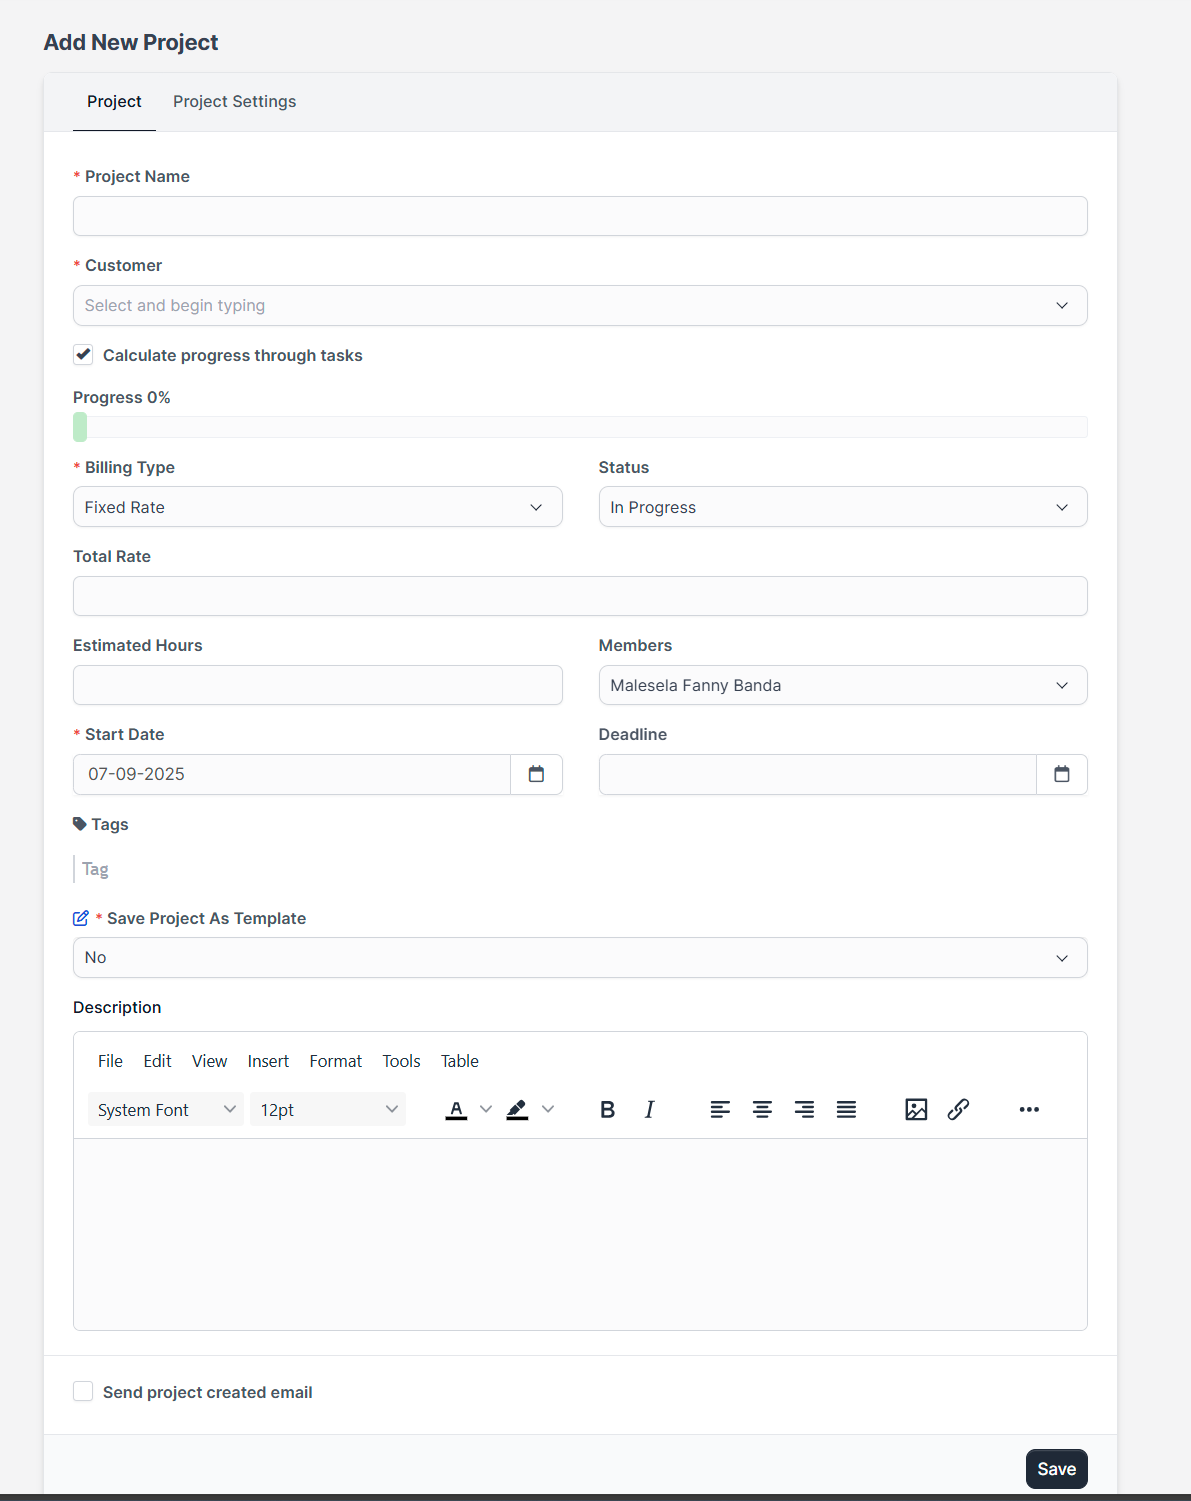 Add New Project
Project Project Settings
* Project Name
* Customer
Select and begin typing
Calculate progress through tasks
Progress 0%
* Billing Type Status
Fixed Rate In Progress
Total Rate
Estimated Hours Members
Malesela Fanny Banda
* Start Date Deadline
07-09-2025
Tags
Tag
* Save Project As Template
No
Description
File Edit View Insert Format Tools Table
System Font 12pt A B I
Send project created email
Save